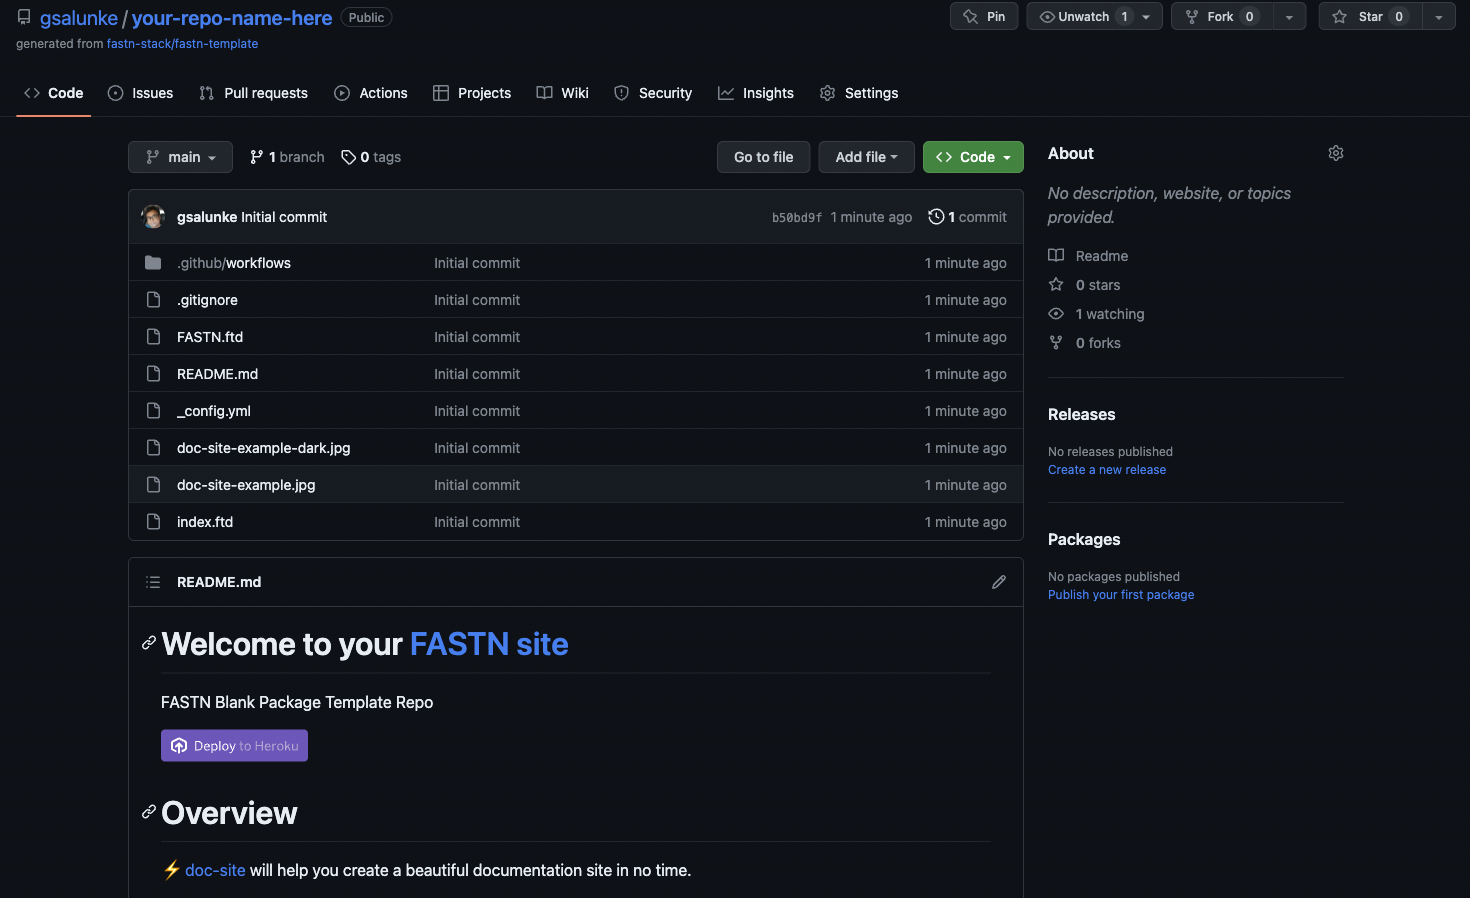 gsalunke / your-repo-name-here Public
Pin Unwatch 1 Fork 0 Star 0
generated from fastn-stack/fastn-template
Code Issues Pull requests Actions Projects Wiki Security Insights Settings
main 1 branch 0 tags Go to file Add file Code
gsalunke Initial commit b50bd9f 1 minute ago 1 commit
.github/workflows Initial commit 1 minute ago
.gitignore Initial commit 1 minute ago
FASTN.ftd Initial commit 1 minute ago
README.md Initial commit 1 minute ago
_config.yml Initial commit 1 minute ago
doc-site-example-dark.jpg Initial commit 1 minute ago
doc-site-example.jpg Initial commit 1 minute ago
index.ftd Initial commit 1 minute ago
README.md
Welcome to your FASTN site
FASTN Blank Package Template Repo
Deploy to Heroku
Overview
⚡ doc-site will help you create a beautiful documentation site in no time.
About
No description, website, or topics
provided.
Readme
0 stars
1 watching
0 forks
Releases
No releases published
Create a new release
Packages
No packages published
Publish your first package